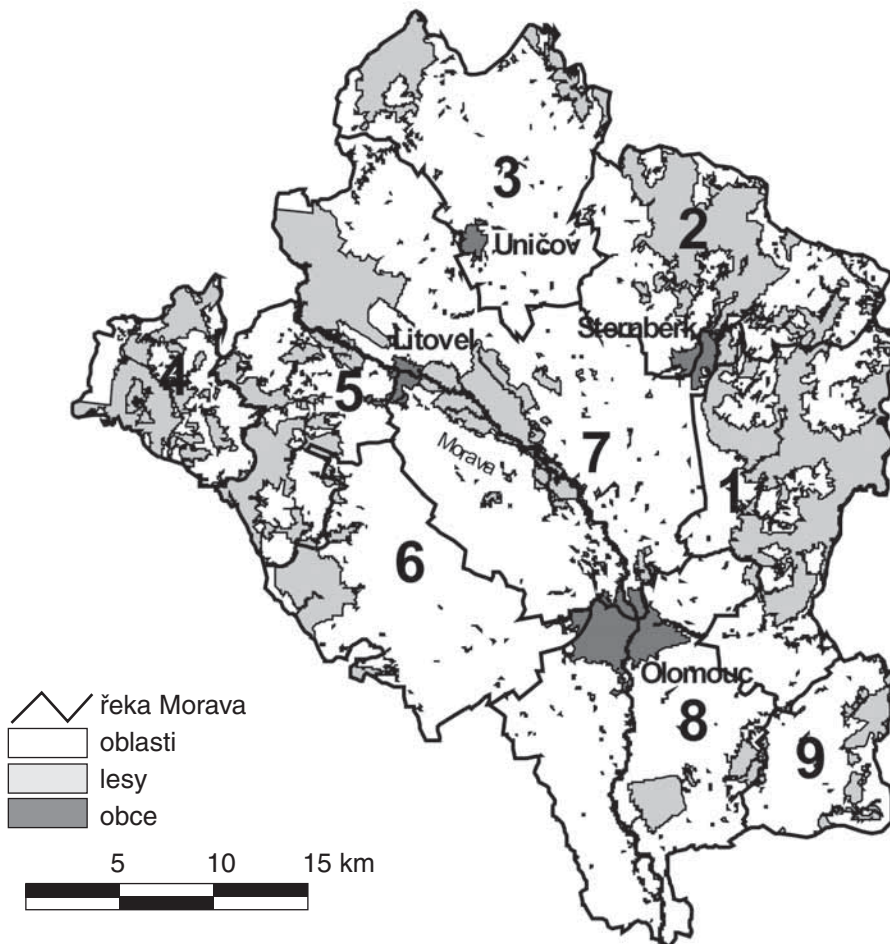 3
2
Uničov
Šternberk
Litovel
4
5
Morava
7
1
6
Olomouc
8
9
řeka Morava
oblasti
lesy
obce
5 10 15 km